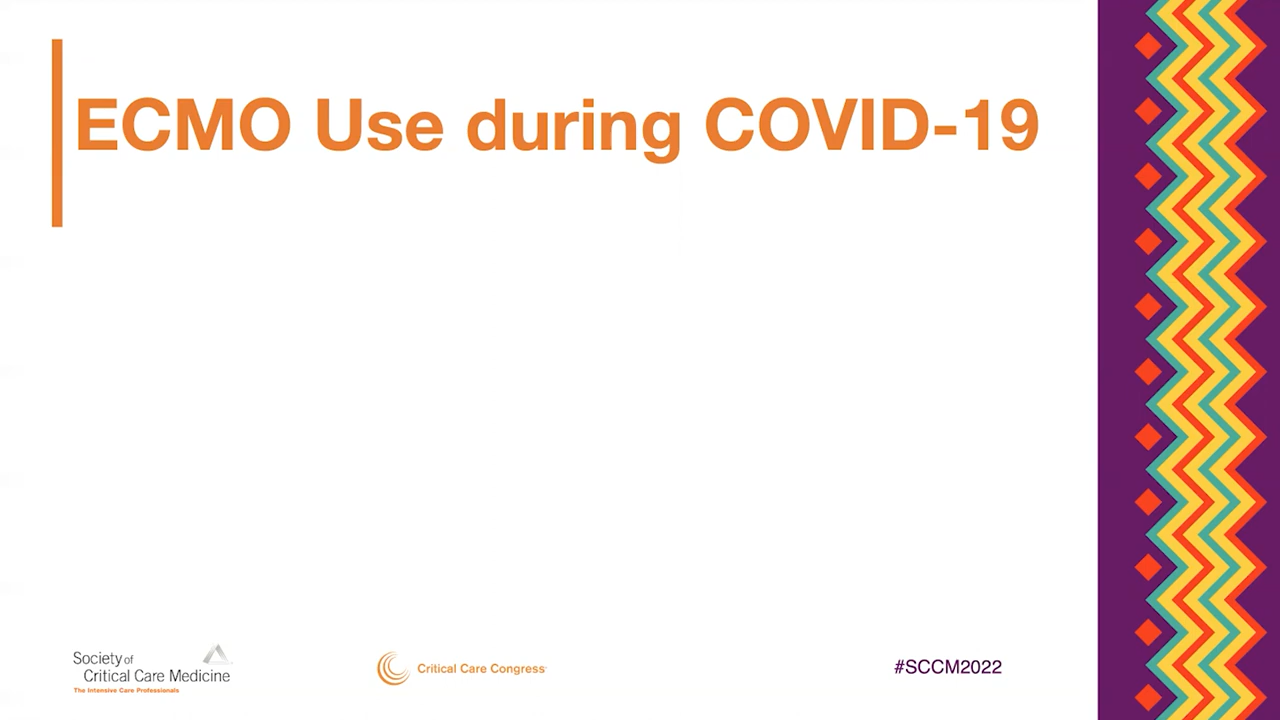 ECMO Use during COVID-19
Society of
Critical Care Medicine
The Intensive Care Professionals
Critical Care Congress
#SCCM2022